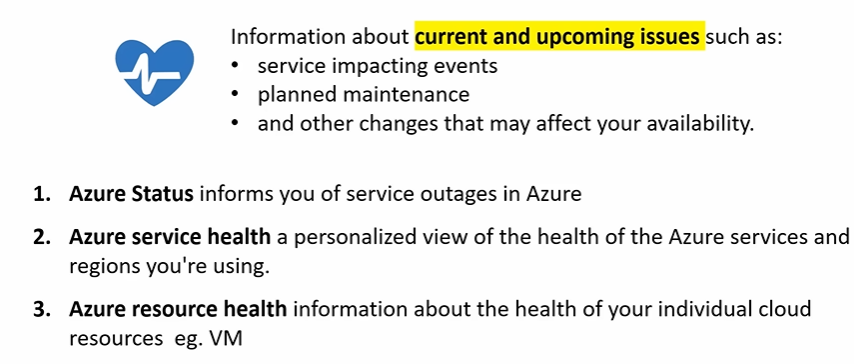 Information about current and upcoming issues such as:
• service impacting events
• planned maintenance
• and other changes that may affect your availability.
1. Azure Status informs you of service outages in Azure
2. Azure service health a personalized view of the health of the Azure services and
regions you're using.
3. Azure resource health information about the health of your individual cloud
resources eg. VM